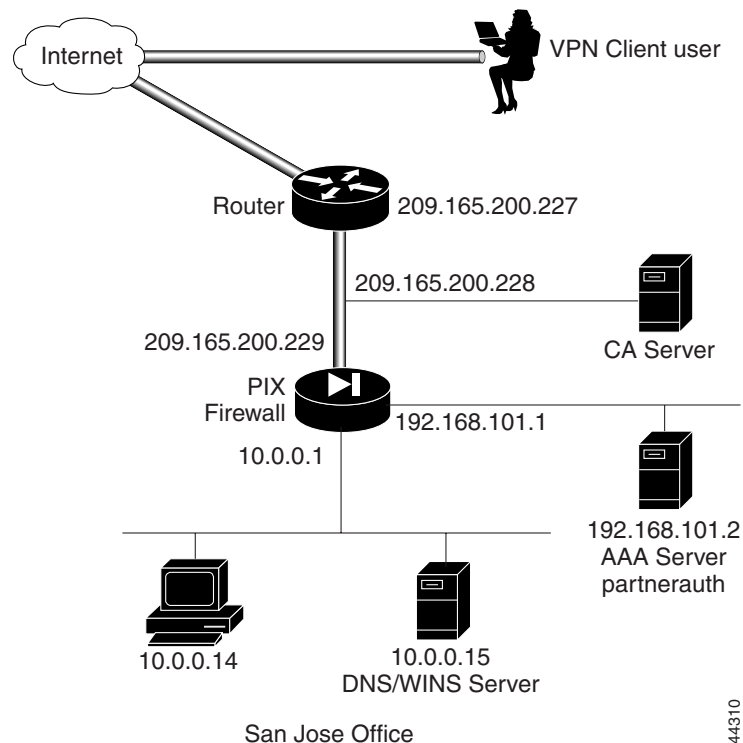 Internet
VPN Client user
Router
209.165.200.227
209.165.200.228
CA Server
209.165.200.229
PIX
Firewall
192.168.101.1
10.0.0.1
192.168.101.2
AAA Server
partnerauth
10.0.0.14
10.0.0.15
DNS/WINS Server
San Jose Office
44310